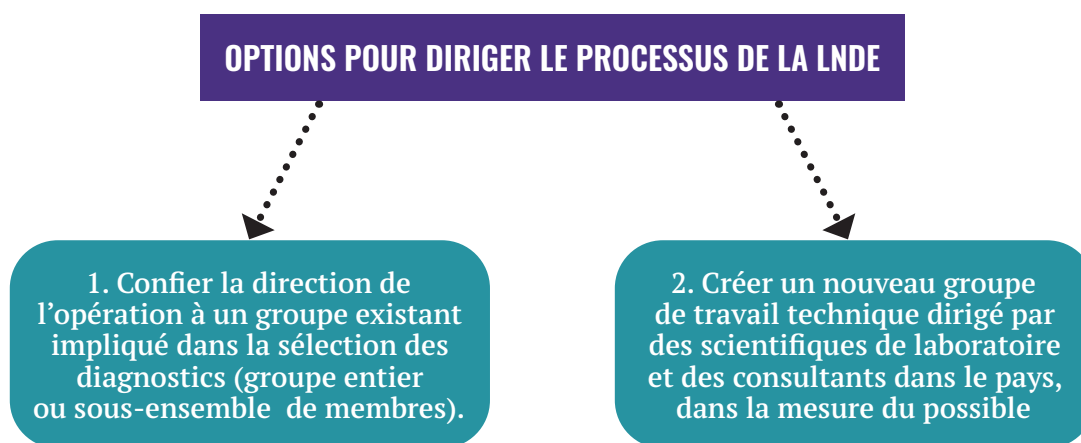 OPTIONS POUR DIRIGER LE PROCESSUS DE LA LNDE
1. Confier la direction de
l’opération à un groupe existant
impliqué dans la sélection des
diagnostics (groupe entier
ou sous-ensemble de membres).
2. Créer un nouveau groupe
de travail technique dirigé par
des scientifiques de laboratoire
et des consultants dans le pays,
dans la mesure du possible